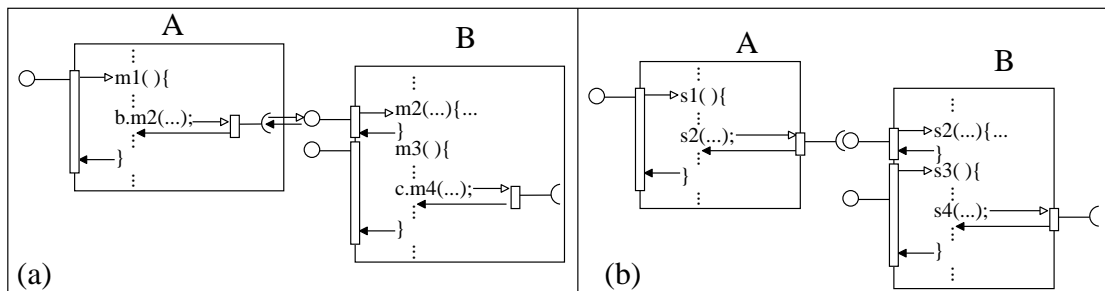 A
m1( ){
b.m2(...);
}
B
m2(...){...
}
m3( ){
c.m4(...);
}
(a)
A
s1( ){
s2(...);
}
B
s2(...){...
}
s3( ){
s4(...);
}
(b)